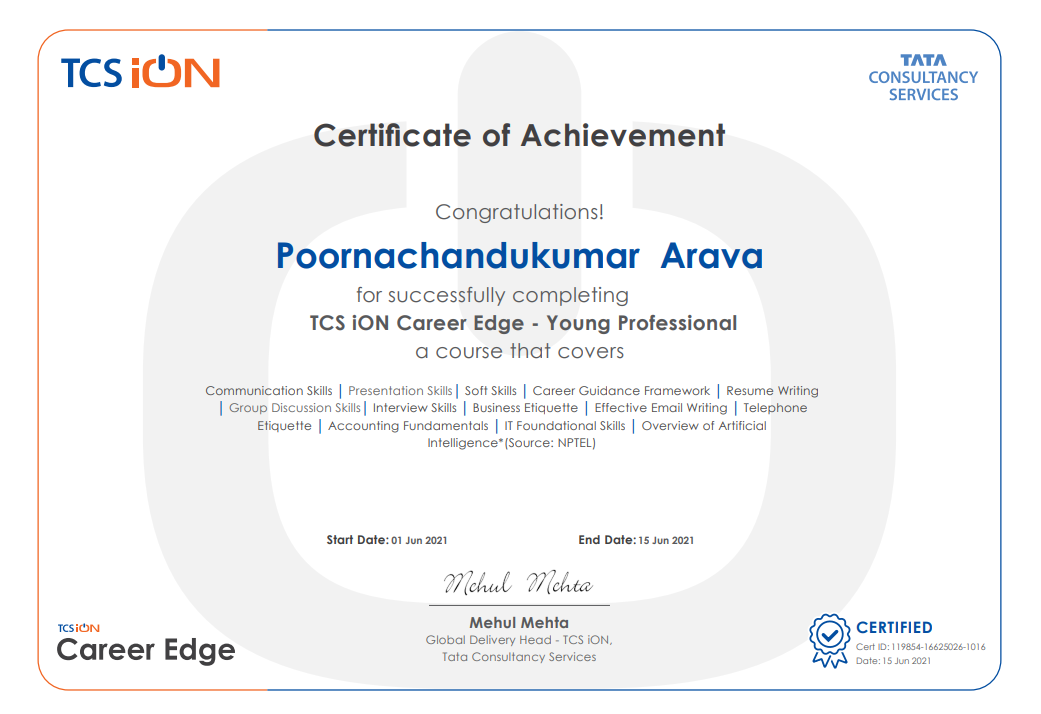 TCS iON
TATA
CONSULTANCY
SERVICES
Certificate of Achievement
Congratulations!
Poornachandukumar Arava
for successfully completing
TCS iON Career Edge - Young Professional
a course that covers
Communication Skills | Presentation Skills | Soft Skills | Career Guidance Framework | Resume Writing
| Group Discussion Skills | Interview Skills | Business Etiquette | Effective Email Writing | Telephone
Etiquette | Accounting Fundamentals | IT Foundational Skills | Overview of Artificial
Intelligence*(Source: NPTEL)
Start Date: 01 Jun 2021
End Date: 15 Jun 2021
Mehul Mehta
Mehul Mehta
Global Delivery Head - TCS iON,
Tata Consultancy Services
TCS iON
Career Edge
CERTIFIED
Cert ID: 119854-16625026-1016
Date: 15 Jun 2021